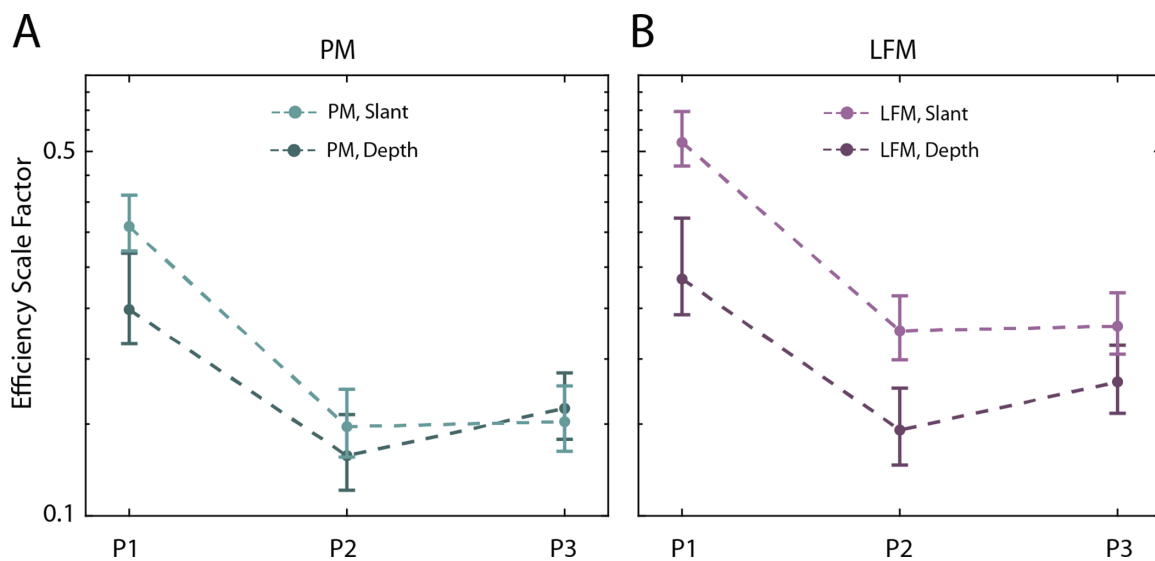 A
PM
PM, Slant
PM, Depth
Efficiency Scale Factor
0.5
0.1
P1
P2
P3
B
LFM
LFM, Slant
LFM, Depth
P1
P2
P3